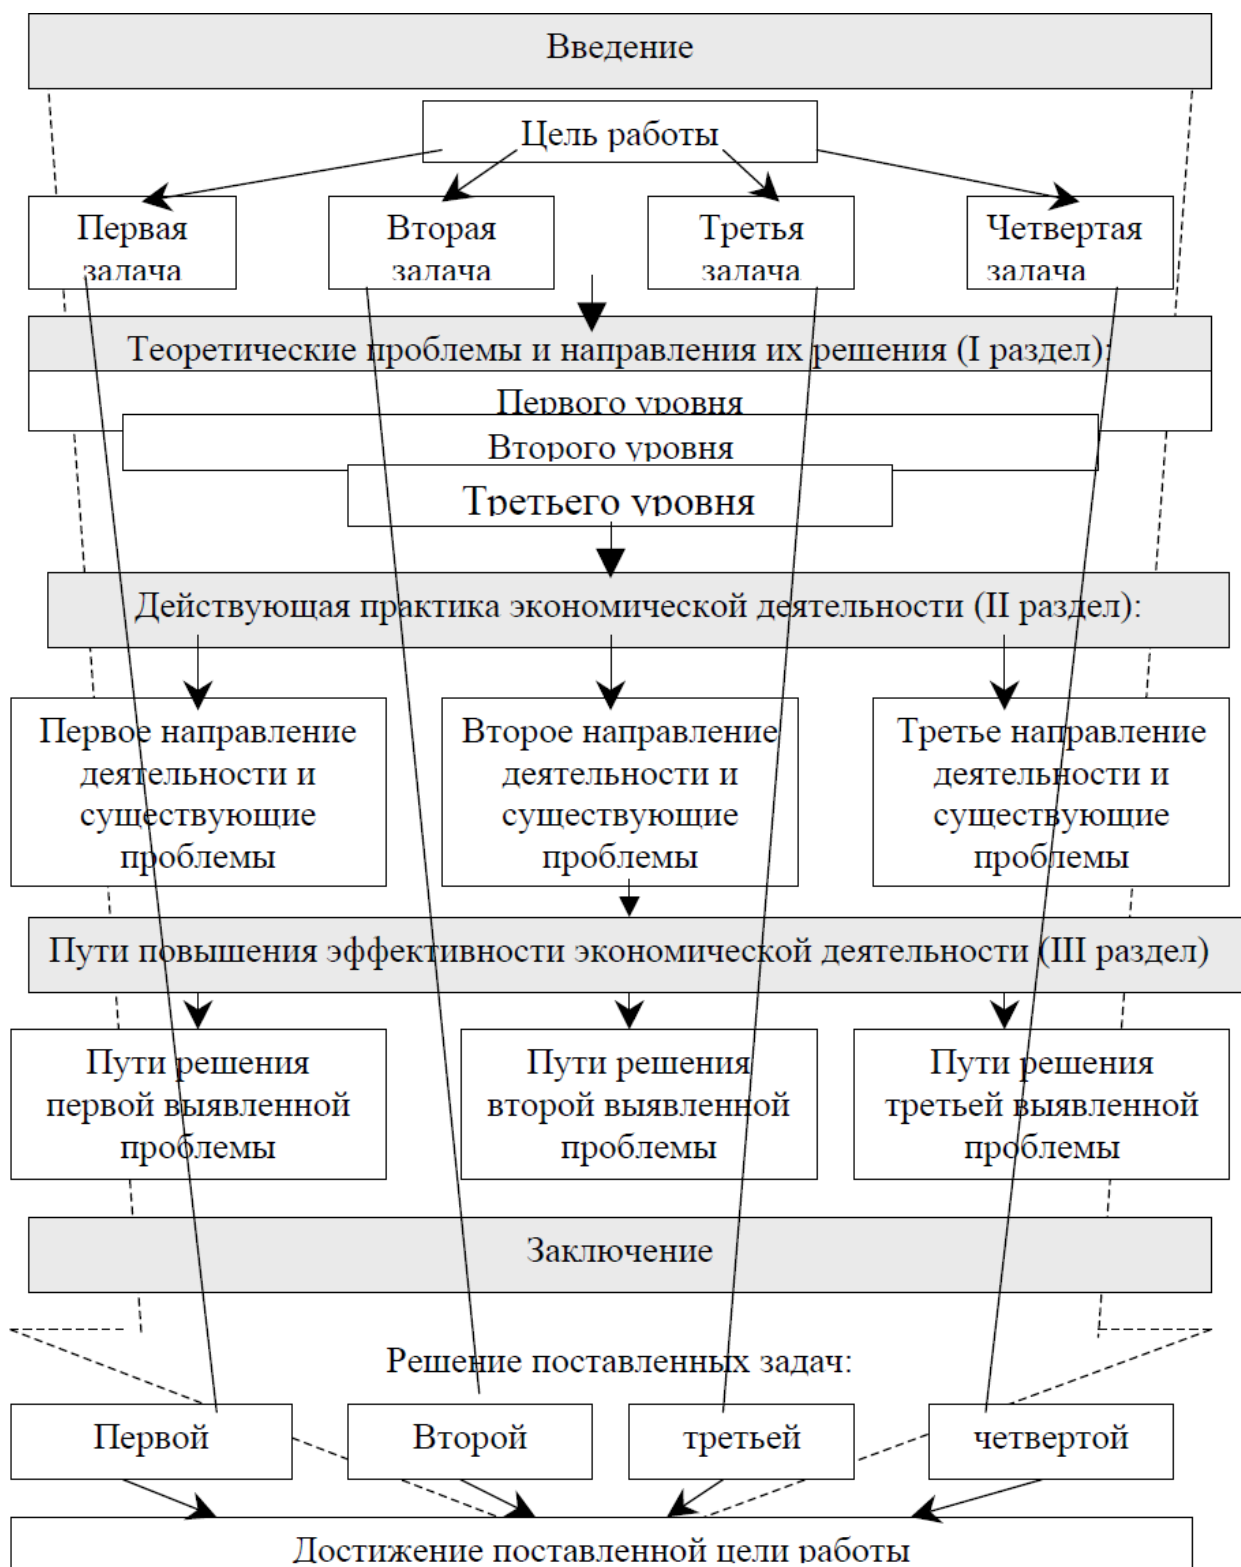 Введение
Цель работы
Первая
задача
Вторая
задача
Третья
задача
Четвертая
задача
Теоретические проблемы и направления их решения (I раздел):
Первого уровня
Второго уровня
Третьего уровня
Действующая практика экономической деятельности (II раздел):
Первое направление
деятельности и
существующие
проблемы
Второе направление
деятельности и
существующие
проблемы
Третье направление
деятельности и
существующие
проблемы
Пути повышения эффективности экономической деятельности (III раздел)
Пути решения
первой выявленной
проблемы
Пути решения
второй выявленной
проблемы
Пути решения
третьей выявленной
проблемы
Заключение
Решение поставленных задач:
Первой
Второй
третьей
четвертой
Достижение поставленной цели работы